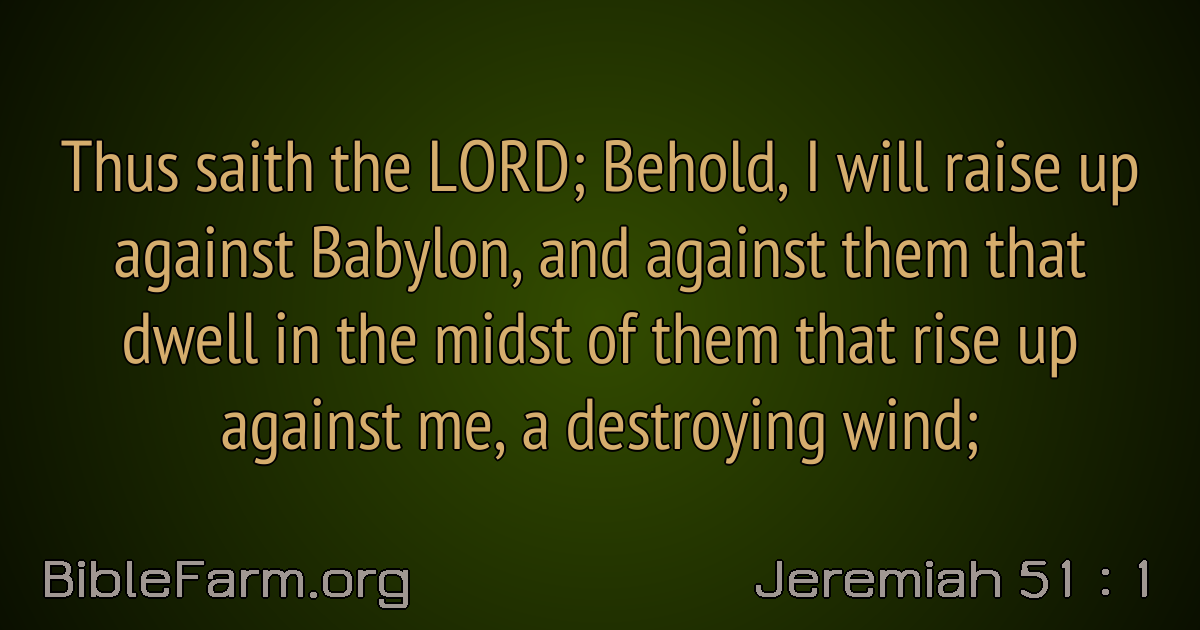 Thus saith the LORD; Behold, I will raise up
against Babylon, and against them that
dwell in the midst of them that rise up
against me, a destroying wind;
BibleFarm.org
Jeremiah 51 : 1